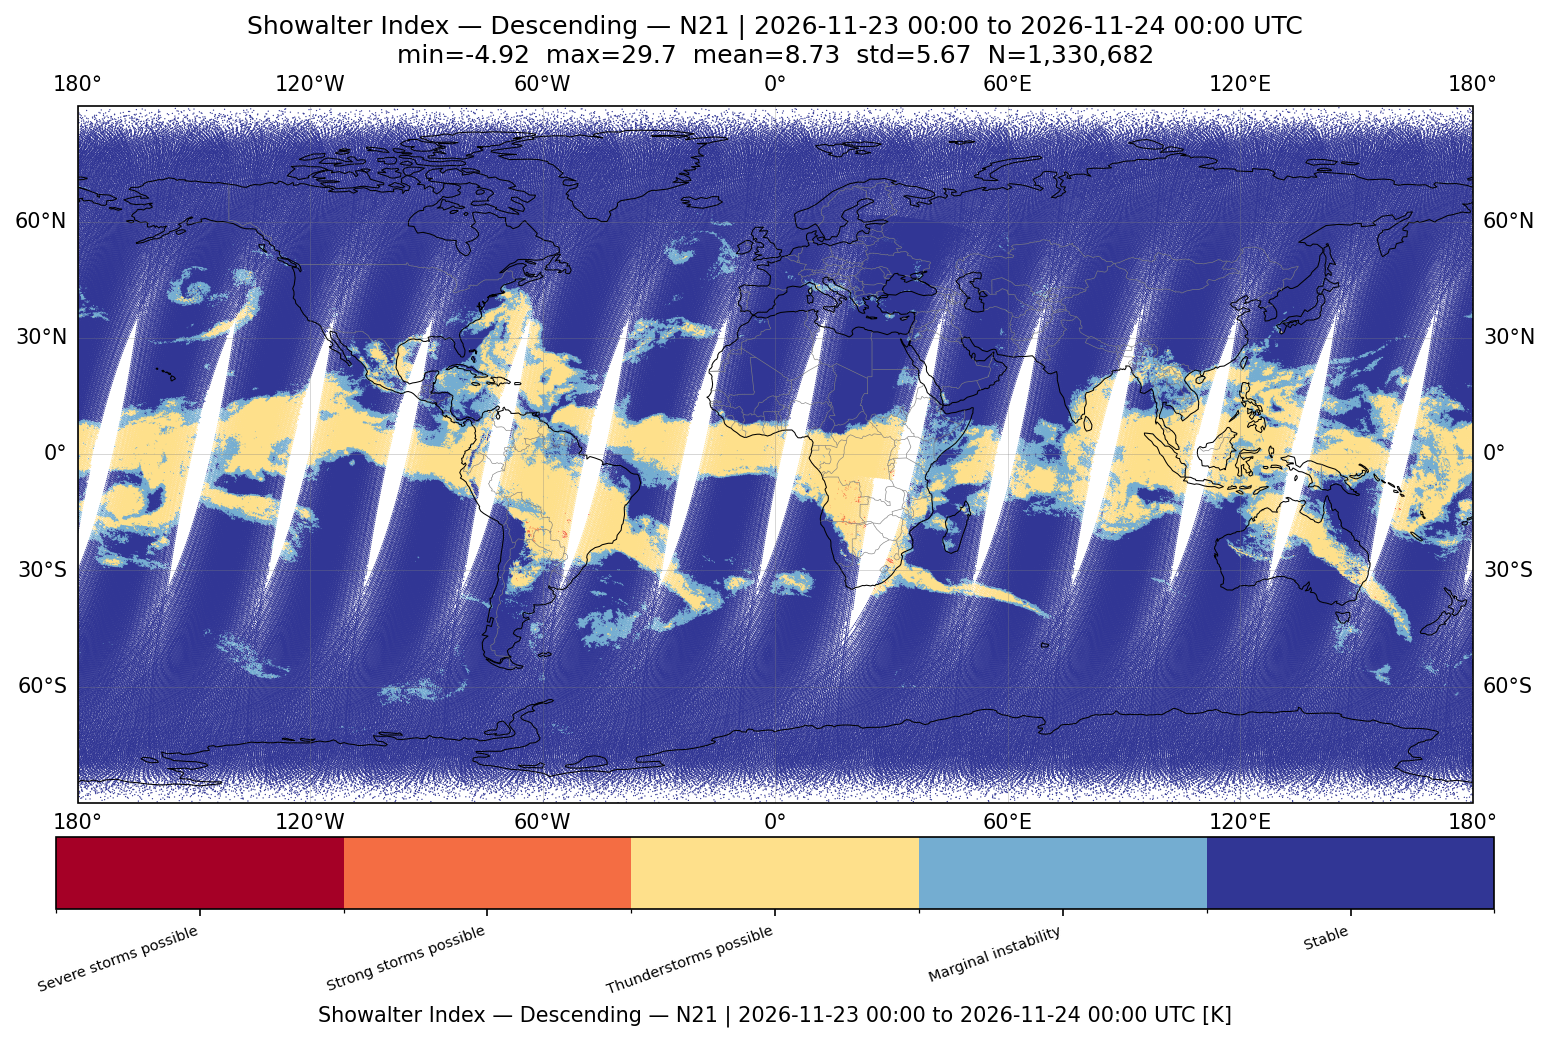 Showalter Index — Descending — N21 | 2026-11-23 00:00 to 2026-11-24 00:00 UTC
min=-4.92 max=29.7 mean=8.73 std=5.67 N=1,330,682
180° 120°W 60°W 0° 60°E 120°E 180°
60°N 60°N
30°N 30°N
0° 0°
30°S 30°S
60°S 60°S
180° 120°W 60°W 0° 60°E 120°E 180°
Severe storms possible Strong storms possible Thunderstorms possible Marginal instability Stable
Showalter Index — Descending — N21 | 2026-11-23 00:00 to 2026-11-24 00:00 UTC [K]